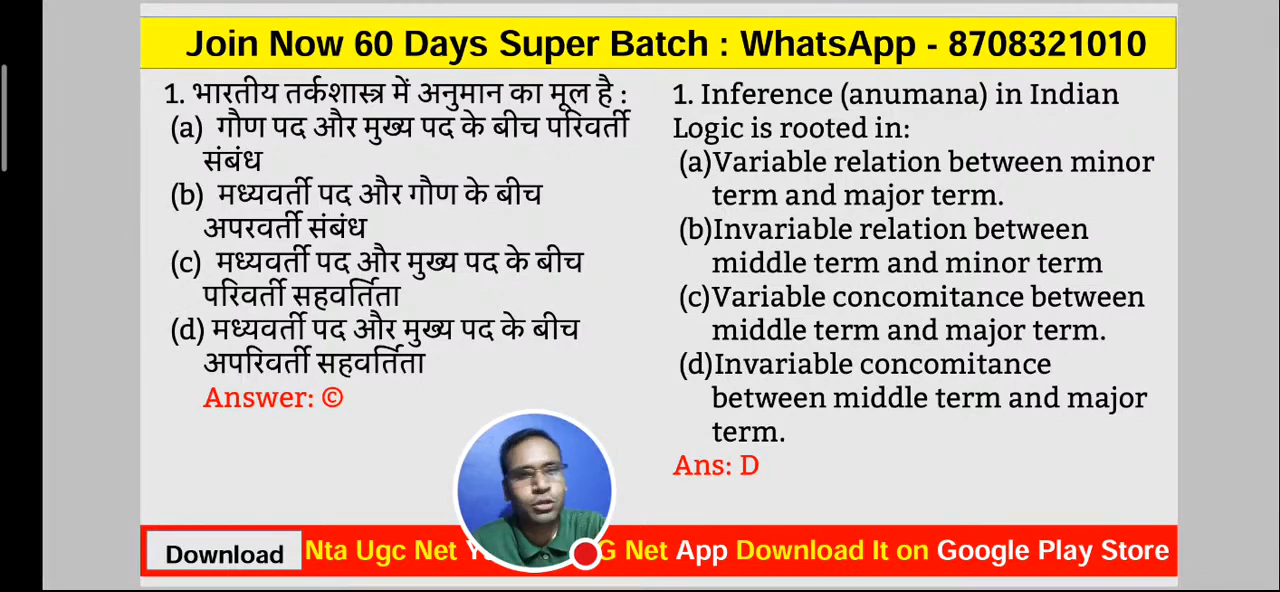 Join Now 60 Days Super Batch : WhatsApp - 8708321010
1. भारतीय तर्कशास्त्र में अनुमान का मूल है :
(a) गौण पद और मुख्य पद के बीच परिवर्ती
संबंध
(b) मध्यवर्ती पद और गौण के बीच
अपरवर्ती संबंध
(c) मध्यवर्ती पद और मुख्य पद के बीच
परिवर्ती सहवर्तिता
(d) मध्यवर्ती पद और मुख्य पद के बीच
अपरिवर्ती सहवर्तिता
Answer: ©
1. Inference (anumana) in Indian
Logic is rooted in:
(a)Variable relation between minor
term and major term.
(b)Invariable relation between
middle term and minor term
(c)Variable concomitance between
middle term and major term.
(d)Invariable concomitance
between middle term and major
term.
Ans: D
Download Nta Ugc Net G Net App Download It on Google Play Store